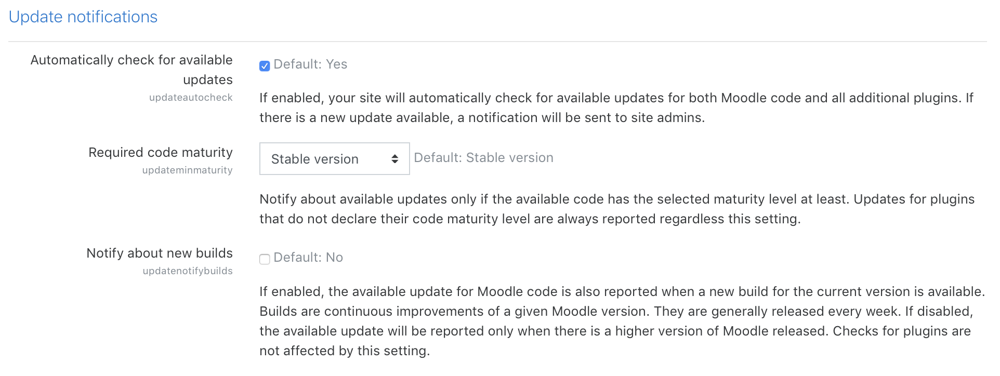 Update notifications
Automatically check for available
updates
updateautocheck
Default: Yes
If enabled, your site will automatically check for available updates for both Moodle code and all additional plugins. If
there is a new update available, a notification will be sent to site admins.
Required code maturity
updateminmaturity
Stable version
Default: Stable version
Notify about available updates only if the available code has the selected maturity level at least. Updates for plugins
that do not declare their code maturity level are always reported regardless this setting.
Notify about new builds
updatenotifybuilds
Default: No
If enabled, the available update for Moodle code is also reported when a new build for the current version is available.
Builds are continuous improvements of a given Moodle version. They are generally released every week. If disabled,
the available update will be reported only when there is a higher version of Moodle released. Checks for plugins are
not affected by this setting.